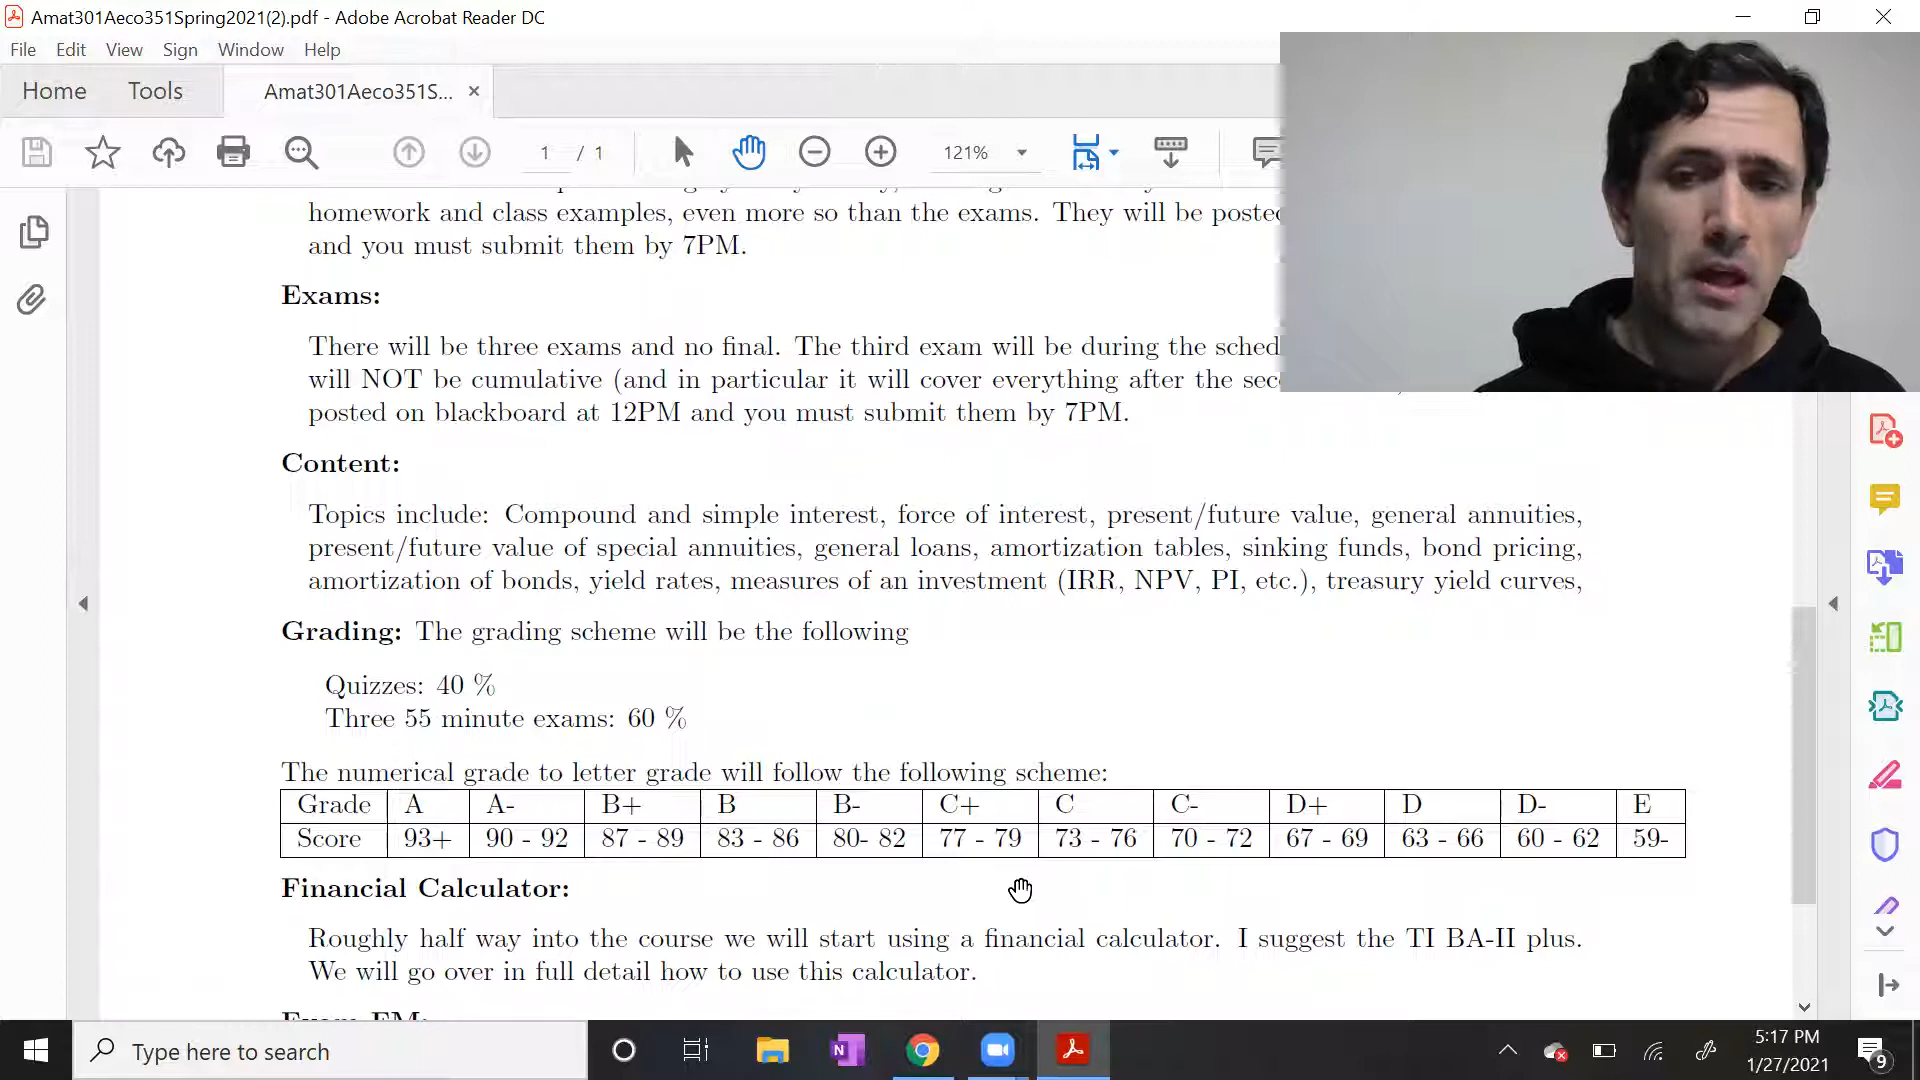 Amat301Aeco351Spring2021(2).pdf - Adobe Acrobat Reader DC
File Edit View Sign Window Help
Home Tools Amat301Aeco351S... ×
1 / 1 121%
homework and class examples, even more so than the exams. They will be poste
and you must submit them by 7PM.
Exams:
There will be three exams and no final. The third exam will be during the sched
will NOT be cumulative (and in particular it will cover everything after the sec
posted on blackboard at 12PM and you must submit them by 7PM.
Content:
Topics include: Compound and simple interest, force of interest, present/future value, general annuities,
present/future value of special annuities, general loans, amortization tables, sinking funds, bond pricing,
amortization of bonds, yield rates, measures of an investment (IRR, NPV, PI, etc.), treasury yield curves,
Grading: The grading scheme will be the following
Quizzes: 40 %
Three 55 minute exams: 60 %
The numerical grade to letter grade will follow the following scheme:
Grade A A- B+ B B- C+ C C- D+ D D- E
Score 93+ 90 - 92 87 - 89 83 - 86 80- 82 77 - 79 73 - 76 70 - 72 67 - 69 63 - 66 60 - 62 59-
Financial Calculator:
Roughly half way into the course we will start using a financial calculator. I suggest the TI BA-II plus.
We will go over in full detail how to use this calculator.
Exam FM:
Type here to search
5:17 PM
1/27/2021
9